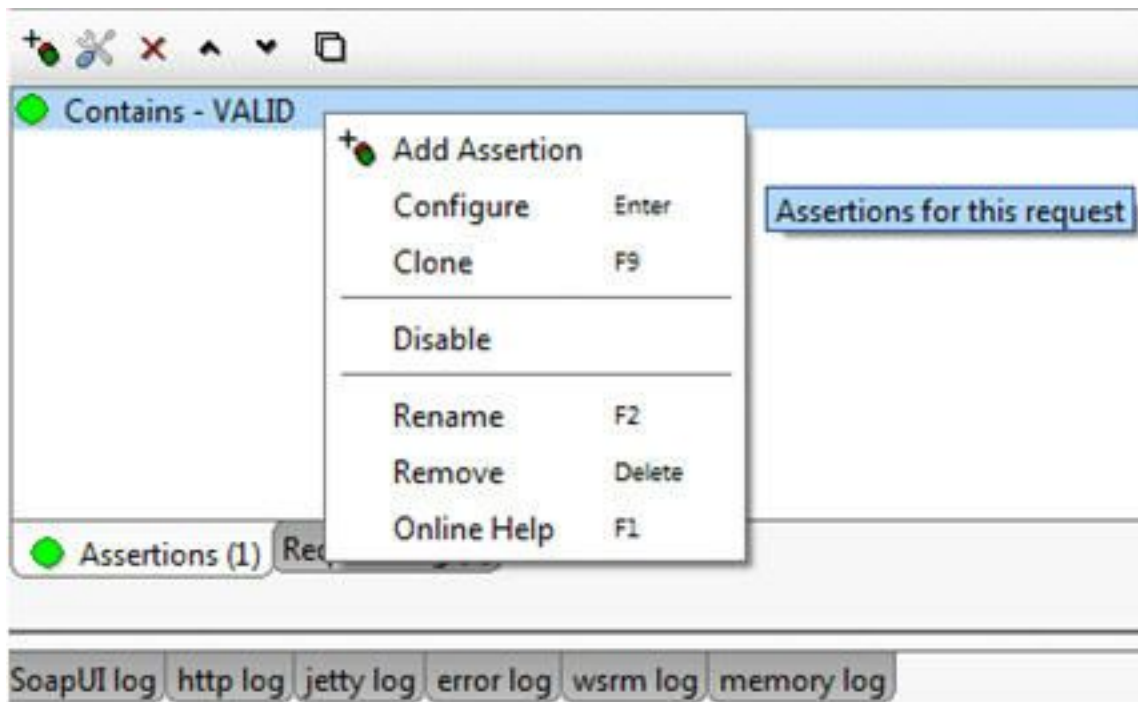 Contains - VALID
Add Assertion
Configure Enter
Assertions for this request
Clone F9
Disable
Rename F2
Remove Delete
Online Help F1
Assertions (1)
SoapUI log http log jetty log error log wsrm log memory log